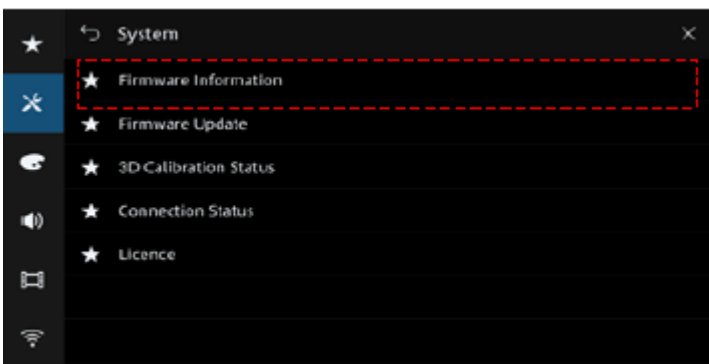 System
Firmware Information
Firmware Update
3D Calibration Status
Connection Status
Licence